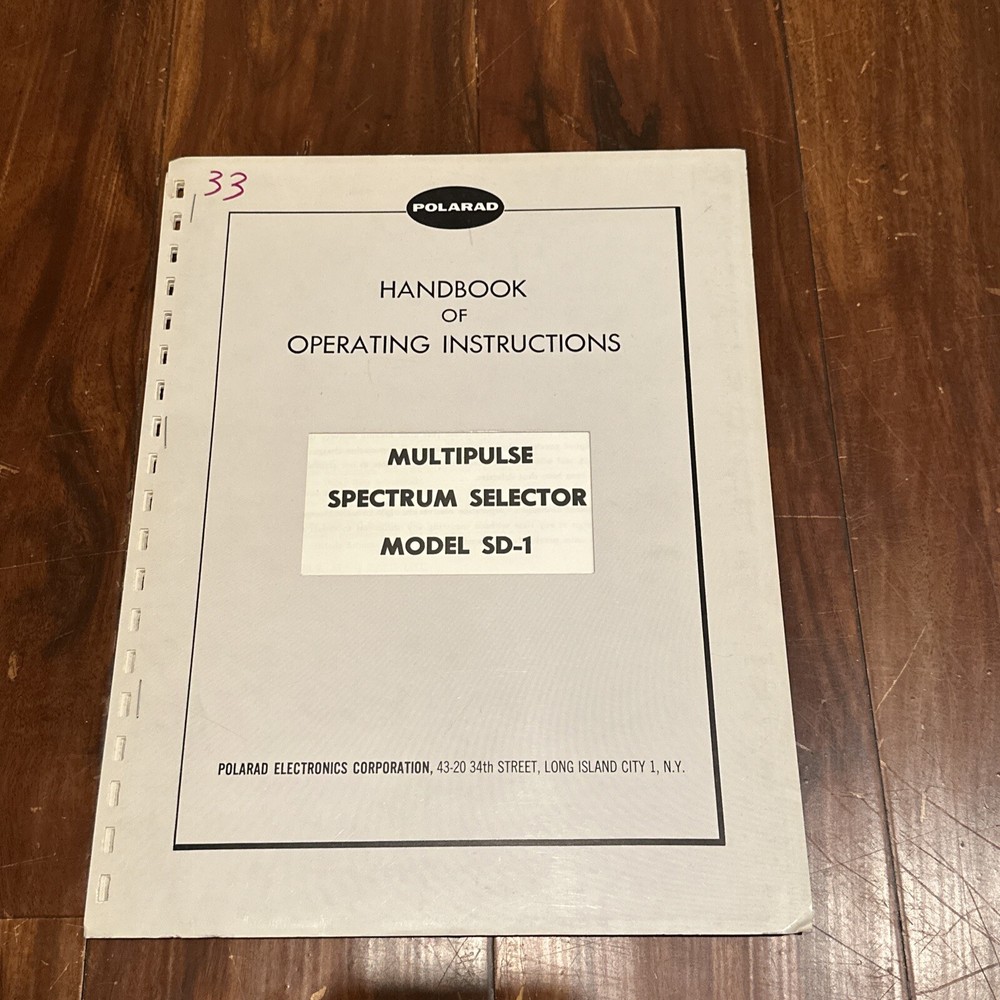 33
POLARAD
HANDBOOK
OF
OPERATING INSTRUCTIONS
MULTIPULSE
SPECTRUM SELECTOR
MODEL SD-1
POLARAD ELECTRONICS CORPORATION, 43-20 34th STREET, LONG ISLAND CITY 1, N.Y.